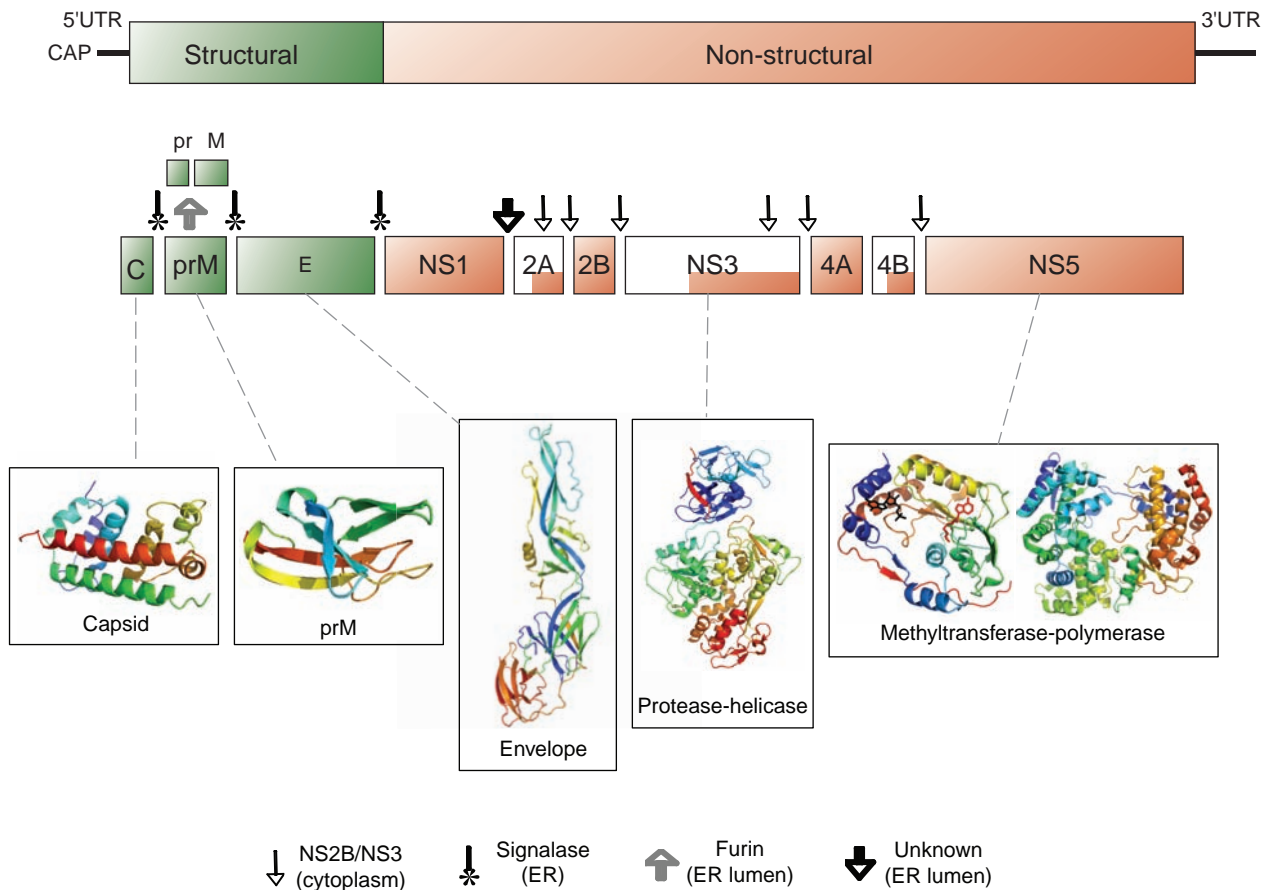 5'UTR
3'UTR
CAP
Structural
Non-structural
pr M
C
prM
E
NS1
2A
2B
NS3
4A
4B
NS5
Capsid
prM
Envelope
Protease-helicase
Methyltransferase-polymerase
NS2B/NS3
(cytoplasm)
Signalase
(ER)
Furin
(ER lumen)
Unknown
(ER lumen)